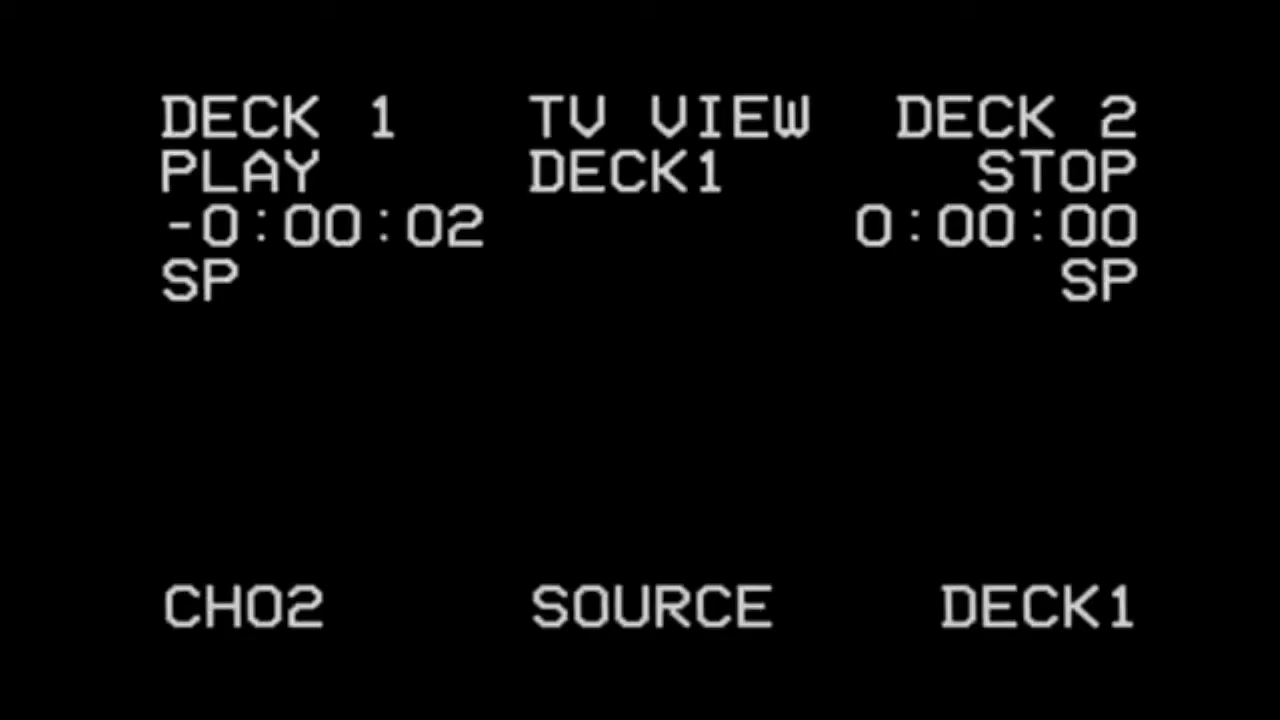 DECK 1 TV VIEW DECK 2
PLAY DECK1 STOP
-0:00:02 0:00:00
SP SP
CH02 SOURCE DECK1